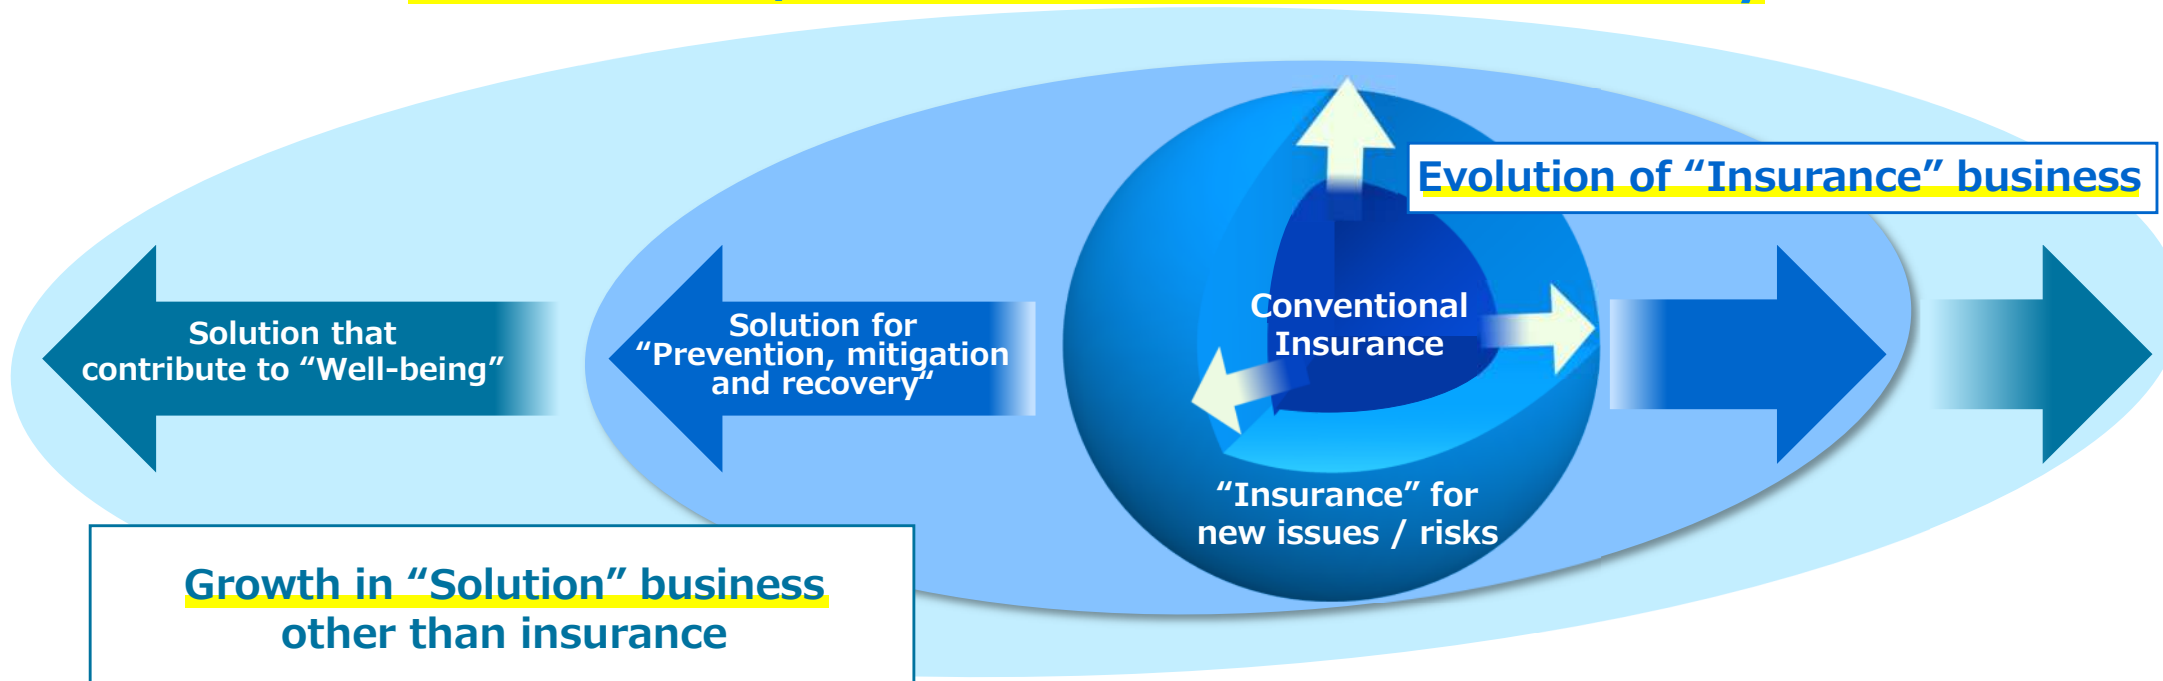 Evolution of “Insurance” business
Solution that
contribute to “Well-being”
Solution for
“Prevention, mitigation
and recovery“
Conventional
Insurance
“Insurance” for
new issues / risks
Growth in “Solution” business
other than insurance